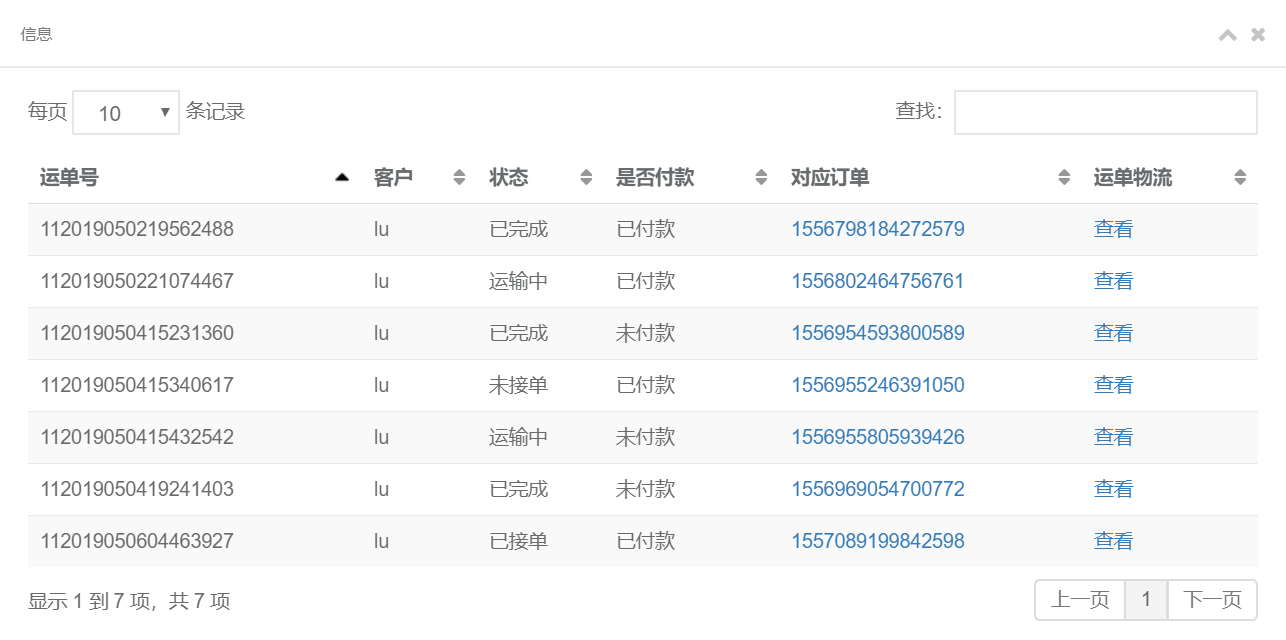 信息
每页 10 条记录 查找：
运单号 客户 状态 是否付款 对应订单 运单物流
112019050219562488 lu 已完成 已付款 1556798184272579 查看
112019050221074467 lu 运输中 已付款 1556802464756761 查看
112019050415231360 lu 已完成 未付款 1556954593800589 查看
112019050415340617 lu 未接单 已付款 1556955246391050 查看
112019050415432542 lu 运输中 未付款 1556955805939426 查看
112019050419241403 lu 已完成 未付款 1556969054700772 查看
112019050604463927 lu 已接单 已付款 1557089199842598 查看
显示 1 到 7 项，共 7 项 上一页 1 下一页